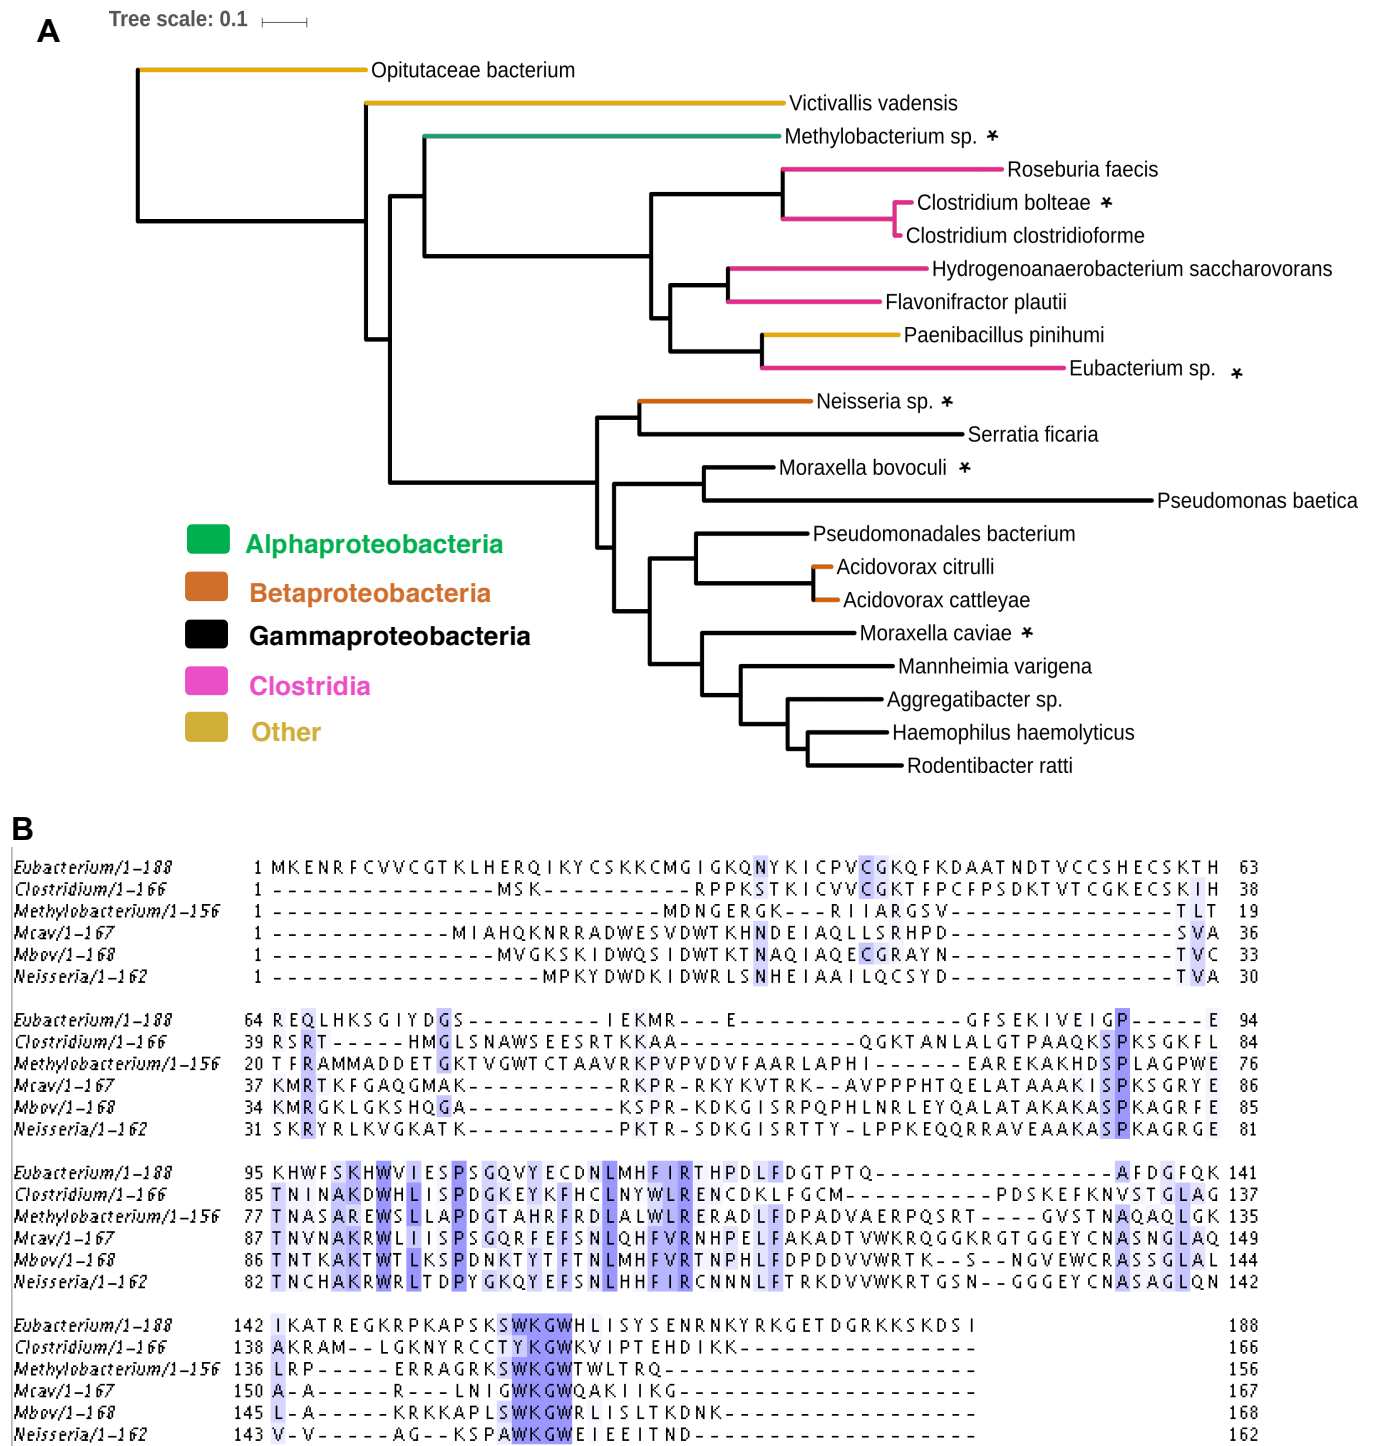 A
Tree scale: 0.1
Opitutaceae bacterium
Victivallis vadensis
Methylobacterium sp. *
Roseburia faecis
Clostridium bolteae *
Clostridium clostridioforme
Hydrogenoanaerobacterium saccharovorans
Flavonifractor plautii
Paenibacillus pinihumi
Eubacterium sp. *
Neisseria sp. *
Serratia ficaria
Moraxella bovoculi *
Pseudomonas baetica
Pseudomonadales bacterium
Acidovorax citrulli
Acidovorax cattleyae
Moraxella caviae *
Mannheimia varigena
Aggregatibacter sp.
Haemophilus haemolyticus
Rodentibacter ratti
Alphaproteobacteria
Betaproteobacteria
Gammaproteobacteria
Clostridia
Other
B
Eubacterium/1-188 1 MKENRFCVVCGTKLHERQIKYCSKKCMGIGKQNYKICPVCGKQFKDAATNDTVCCSHECSKTH 63
Clostridium/1-166 1 ---------------MSK----------RPPKSTKICVVCGKTFPCFPSDKTVTCGKECSKIH 38
Methylobacterium/1-156 1 --------------------------MDNGERGK---RIIARGSV---------------TLT 19
Mcav/1-167 1 ------------MIAHQKNRRADWESVDWTKHNDEIAQLLSRHPD---------------SVA 36
Mbov/1-168 1 ---------------MVGKSKIDWQSIDWTKTNAQIAQECGRAYN---------------TVC 33
Neisseria/1-162 1 ------------------MPKYDWDKIDWRLSNHEIAAILQCSYD---------------TVA 30
Eubacterium/1-188 64 REQLHKSGIYDGS---------IEKMR---E---------------GFSEKIVEIGP-----E 94
Clostridium/1-166 39 RSRT-----HMGLSNAWSEESRTKKAA------------QGKTANLALGTPAAQKSPKSGKFL 84
Methylobacterium/1-156 20 TFRAMMADDETGKTVGWTCTAAVRKPVPVDVFAARLAPHI------EAREKAKHDSPLAGPWE 76
Mcav/1-167 37 KMRTKFGAQGMAK----------RKPR-RKYKVTRK--AVPPPHTQELATAAAKISPKSGRYE 86
Mbov/1-168 34 KMRGKLGKSHQGA----------KSPR-KDKGISRPQPHLNRLEYQALATAKAKASPKAGRFE 85
Neisseria/1-162 31 SKRYRLKVGKATK----------PKTR-SDKGISRTTY-LPPKEQQRRAVEAAKASPKAGRGE 81
Eubacterium/1-188 95 KHWFSKHWVIESPSGQVYECDNLMHFIRTHPDLFDGTPTQ----------------AFDGFQK 141
Clostridium/1-166 85 TNINAKDWHLISPDGKEYKFHCLNYWLRENCDKLFGCM----------PDSKEFKNVSTGLAG 137
Methylobacterium/1-156 77 TNASAREWSLLAPDGTAHRFRDLALWLRERADLFDPADVAERPQSRT----GVSTNAQAQLGK 135
Mcav/1-167 87 TNVNAKRWLIISPSGQRFEFSNLQHFVRNHPELFAKADTVWKRQGGKRGTGGEYCNASNGLAQ 149
Mbov/1-168 86 TNTKAKTWTLKSPDNKTYTFTNLMHFVRTNPHLFDPDDVVWRTK--S--NGVEWCRASSGLAL 144
Neisseria/1-162 82 TNCHAKRWRLTDPYGKQYEFSNLHHFIRCNNNLFTRKDVVWKRTGSN--GGGEYCNASAGLQN 142
Eubacterium/1-188 142 IKATREGKRPKAPSKSWKGWHLISYSENRNKYRKGETDGRKKSKDSI 188
Clostridium/1-166 138 AKRAM--LGKNYRCCTYKGWKVIPTEHDIKK---------------- 166
Methylobacterium/1-156 136 LRP-----ERRAGRKSWKGWTWLTRQ--------------------- 156
Mcav/1-167 150 A-A-----R---LNIGWKGWQAKIIKG-------------------- 167
Mbov/1-168 145 L-A-----KRKKAPLSWKGWRLISLTKDNK----------------- 168
Neisseria/1-162 143 V-V-----AG--KSPAWKGWEIEEITND------------------- 162